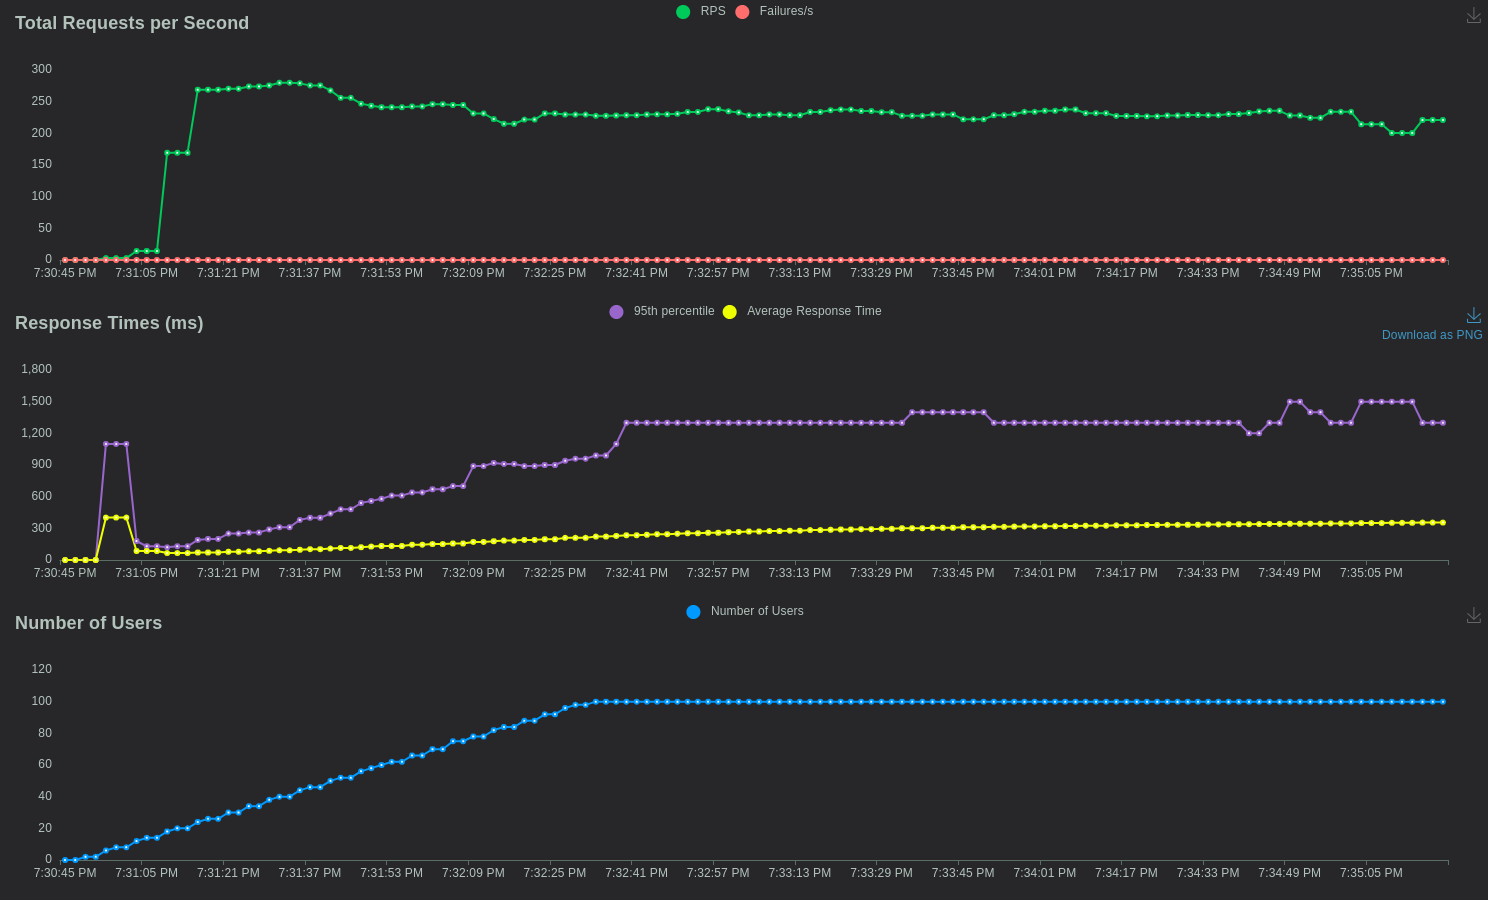 Total Requests per Second
RPS Failures/s
300
250
200
150
100
50
0
7:30:45 PM 7:31:05 PM 7:31:21 PM 7:31:37 PM 7:31:53 PM 7:32:09 PM 7:32:25 PM 7:32:41 PM 7:32:57 PM 7:33:13 PM 7:33:29 PM 7:33:45 PM 7:34:01 PM 7:34:17 PM 7:34:33 PM 7:34:49 PM 7:35:05 PM
Response Times (ms)
95th percentile Average Response Time
Download as PNG
1,800
1,500
1,200
900
600
300
0
7:30:45 PM 7:31:05 PM 7:31:21 PM 7:31:37 PM 7:31:53 PM 7:32:09 PM 7:32:25 PM 7:32:41 PM 7:32:57 PM 7:33:13 PM 7:33:29 PM 7:33:45 PM 7:34:01 PM 7:34:17 PM 7:34:33 PM 7:34:49 PM 7:35:05 PM
Number of Users
Number of Users
120
100
80
60
40
20
0
7:30:45 PM 7:31:05 PM 7:31:21 PM 7:31:37 PM 7:31:53 PM 7:32:09 PM 7:32:25 PM 7:32:41 PM 7:32:57 PM 7:33:13 PM 7:33:29 PM 7:33:45 PM 7:34:01 PM 7:34:17 PM 7:34:33 PM 7:34:49 PM 7:35:05 PM